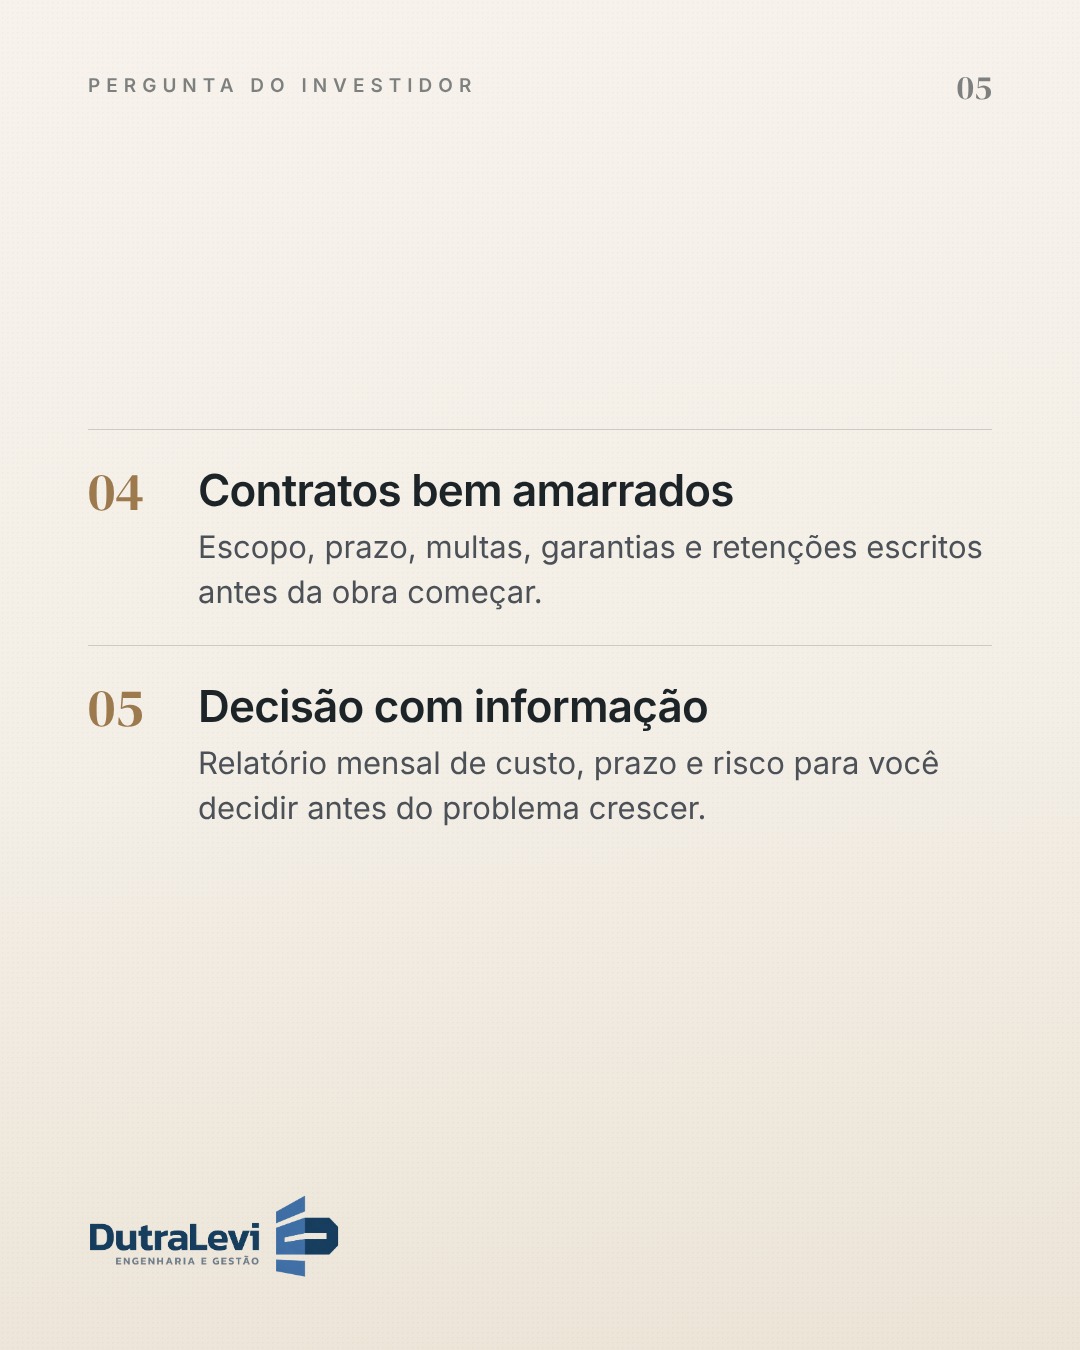 PERGUNTA DO INVESTIDOR
05
04
Contratos bem amarrados
Escopo, prazo, multas, garantias e retenções escritos
antes da obra começar.
05
Decisão com informação
Relatório mensal de custo, prazo e risco para você
decidir antes do problema crescer.
DutraLevi
ENGENHARIA E GESTÃO